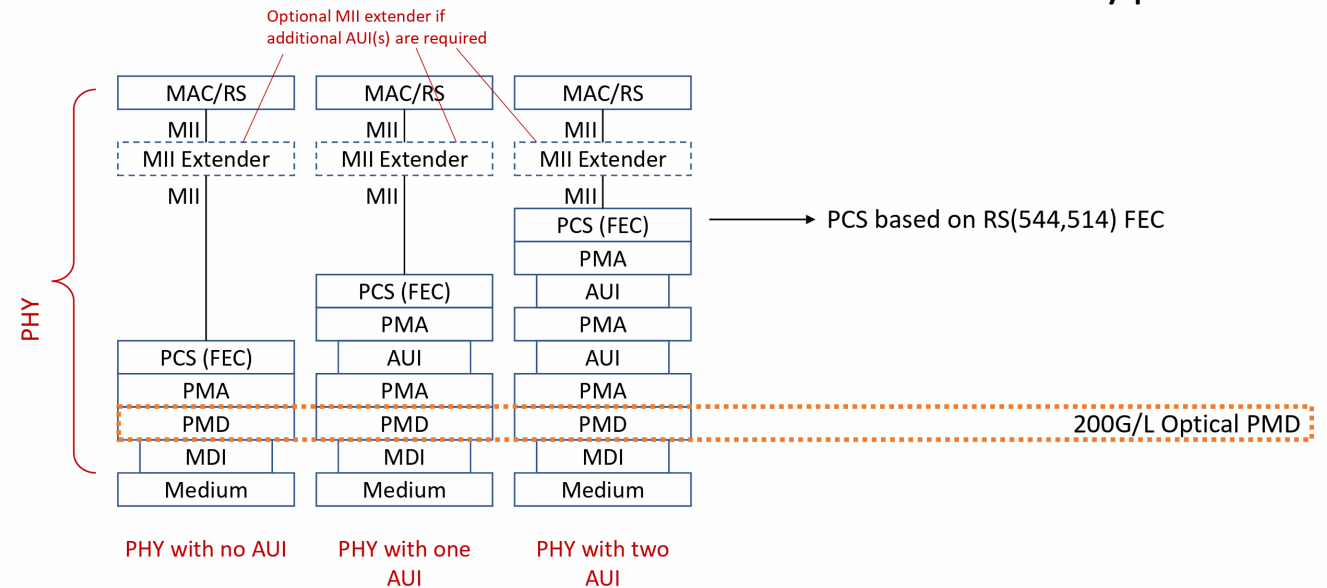 Optional MII extender if
additional AUI(s) are required
MAC/RS
MAC/RS
MAC/RS
MII
MII
MII
MII Extender
MII Extender
MII Extender
MII
MII
MII
PCS (FEC)
PCS based on RS(544,514) FEC
PMA
PCS (FEC)
AUI
PHY
PMA
PMA
PCS (FEC)
AUI
AUI
PMA
PMA
PMA
PMD
PMD
PMD
200G/L Optical PMD
MDI
MDI
MDI
Medium
Medium
Medium
PHY with no AUI
PHY with one
AUI
PHY with two
AUI